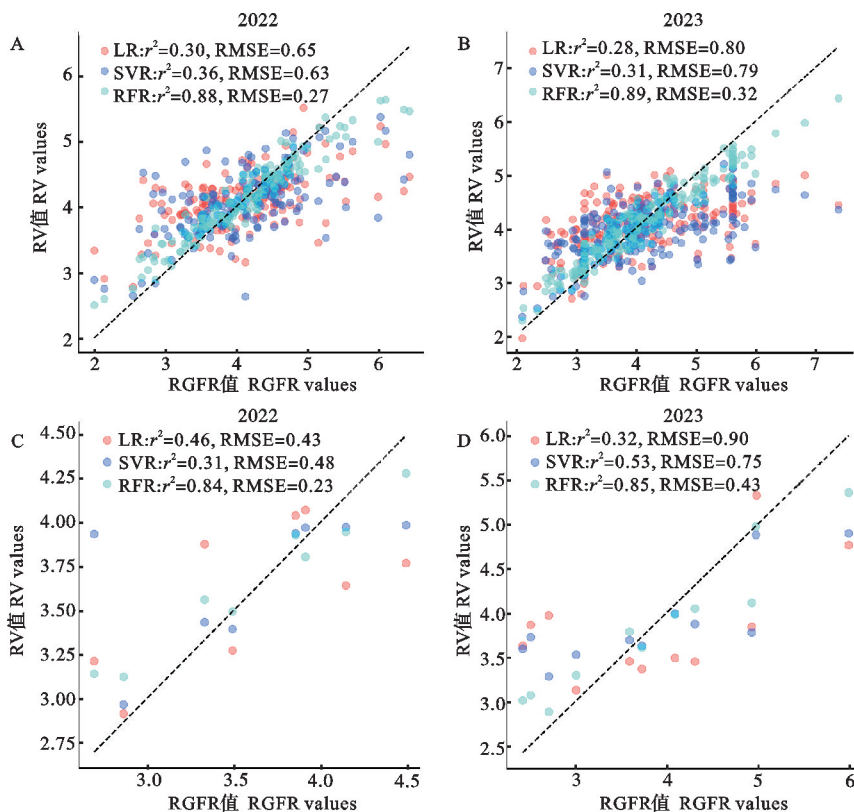 2022
A
LR:r²=0.30, RMSE=0.65
SVR:r²=0.36, RMSE=0.63
RFR:r²=0.88, RMSE=0.27
6
5
4
3
2
RV值 RV values
2 3 4 5 6
RGFR值 RGFR values
2023
B
LR:r²=0.28, RMSE=0.80
SVR:r²=0.31, RMSE=0.79
RFR:r²=0.89, RMSE=0.32
7
6
5
4
3
2
RV值 RV values
2 3 4 5 6 7
RGFR值 RGFR values
2022
C
LR:r²=0.46, RMSE=0.43
SVR:r²=0.31, RMSE=0.48
RFR:r²=0.84, RMSE=0.23
4.50
4.25
4.00
3.75
3.50
3.25
3.00
2.75
RV值 RV values
3.0 3.5 4.0 4.5
RGFR值 RGFR values
2023
D
LR:r²=0.32, RMSE=0.90
SVR:r²=0.53, RMSE=0.75
RFR:r²=0.85, RMSE=0.43
6.0
5.5
5.0
4.5
4.0
3.5
3.0
2.5
RV值 RV values
3 4 5 6
RGFR值 RGFR values